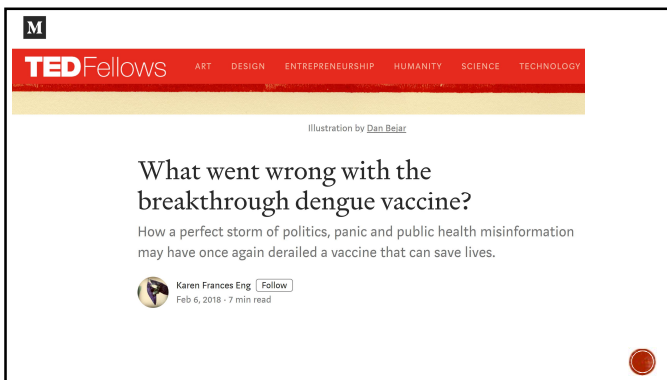 M
TEDFellows ART DESIGN ENTREPRENEURSHIP HUMANITY SCIENCE TECHNOLOGY
Illustration by Dan Bejar
What went wrong with the
breakthrough dengue vaccine?
How a perfect storm of politics, panic and public health misinformation
may have once again derailed a vaccine that can save lives.
Karen Frances Eng Follow
Feb 6, 2018 · 7 min read